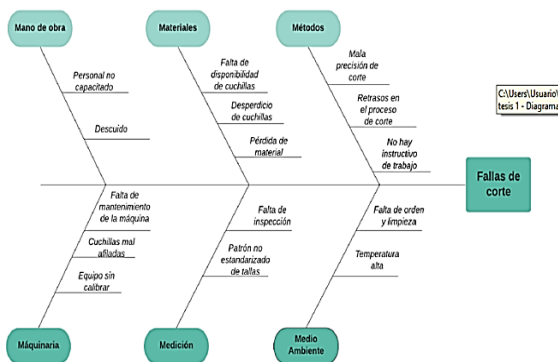 Mano de obra
Materiales
Métodos
Personal no
capacitado
Descuido
Falta de
disponibilidad
de cuchillas
Desperdicio
de cuchillas
Pérdida de
material
Mala
precisión de
corte
Retrasos en
el proceso
de corte
No hay
instructivo
de trabajo
C:\Users\Usuario\
tesis 1 - Diagrama
Fallas de
corte
Falta de
mantenimiento
de la máquina
Cuchillas mal
afiladas
Equipo sin
calibrar
Falta de
inspección
Patrón no
estandarizado
de tallas
Falta de orden
y limpieza
Temperatura
alta
Máquinaria
Medición
Medio
Ambiente